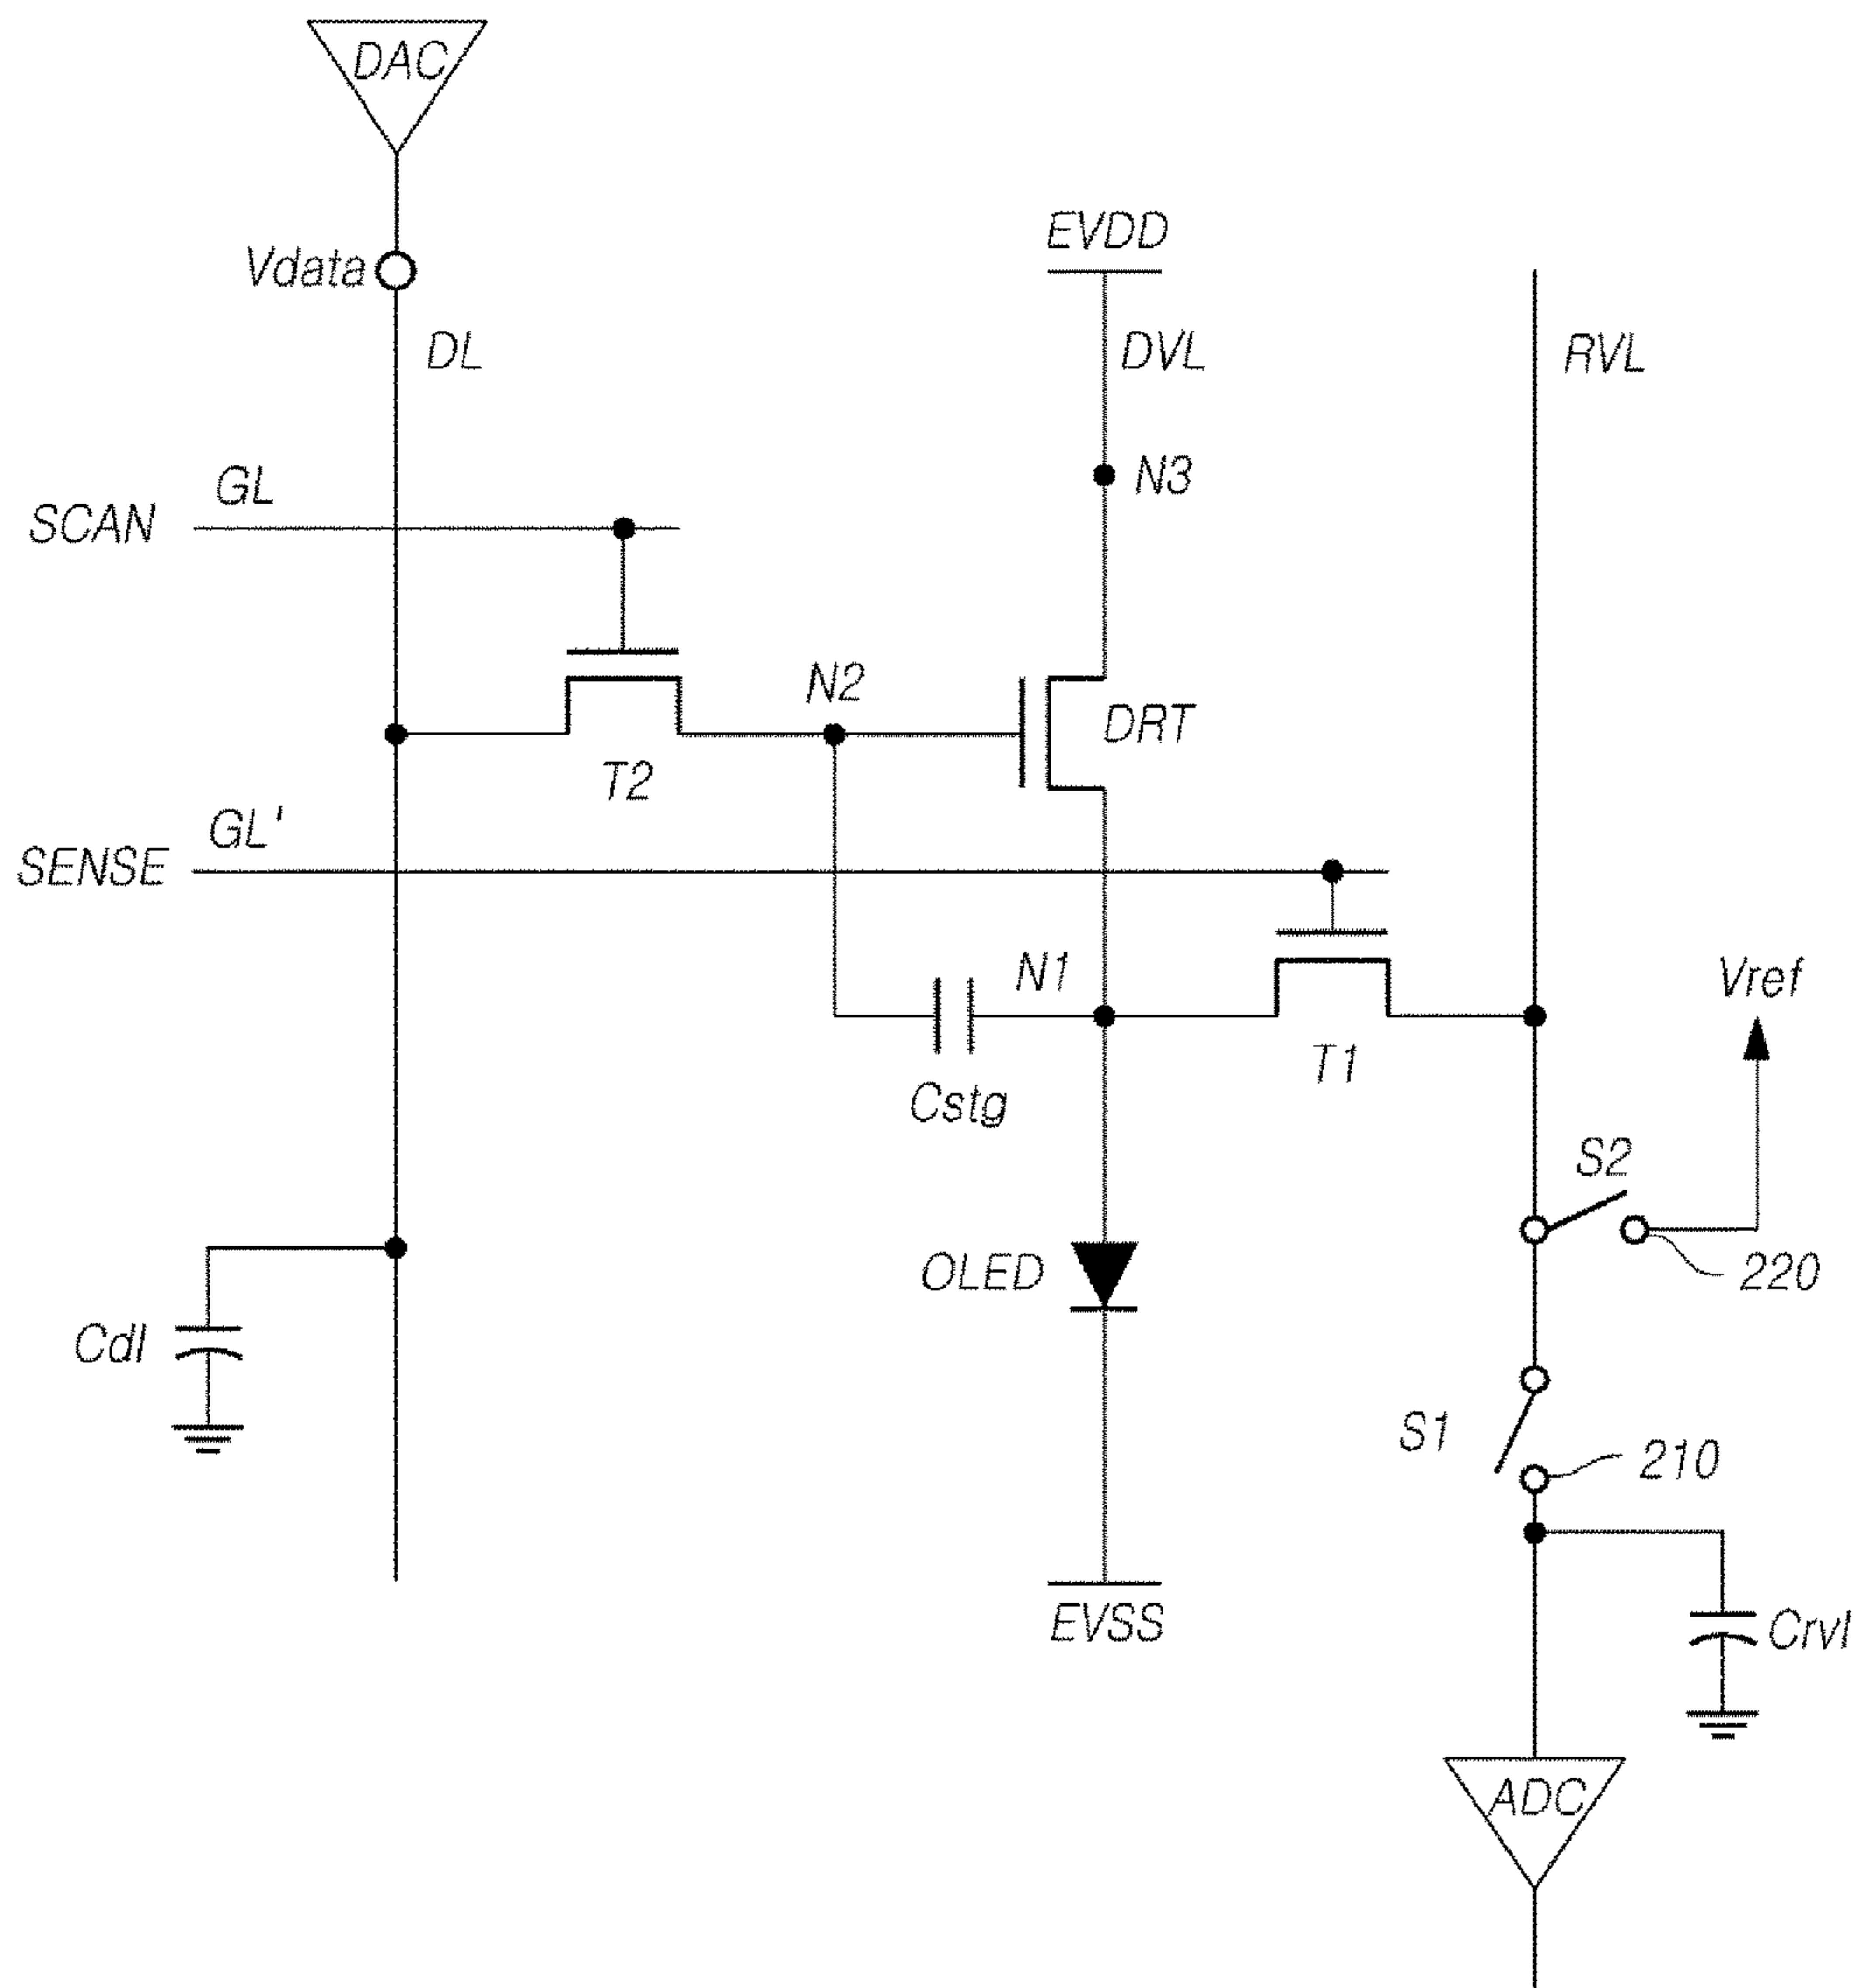 DAC
EVDD
Vdata
DL
DVL
RVL
GL
N3
SCAN
N2
DRT
T2
GL'
SENSE
N1
Vref
T1
Cstg
S2
OLED
220
Cdl
S1
210
EVSS
Crvl
ADC